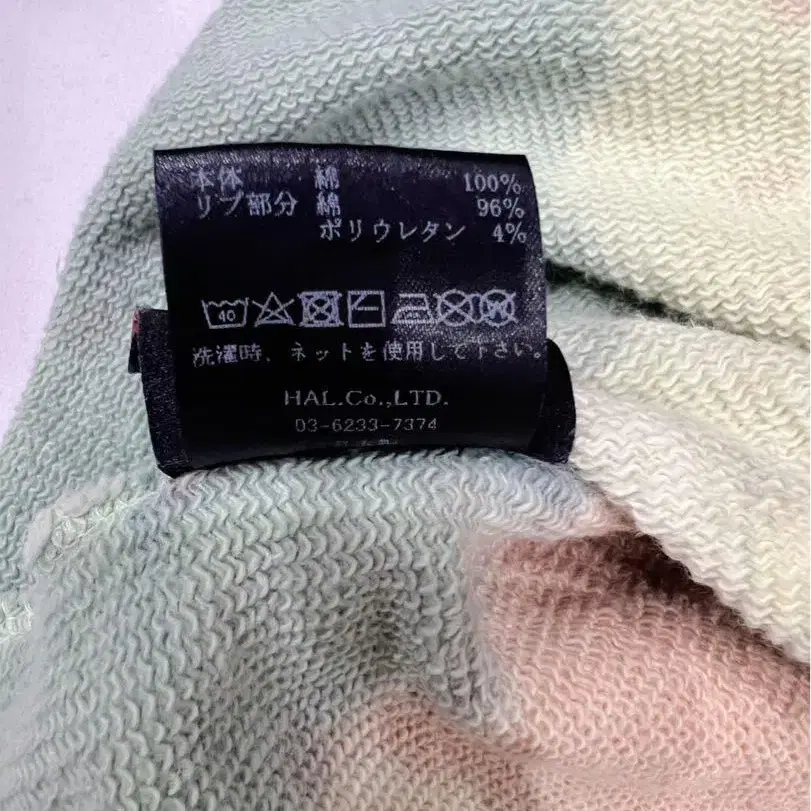 本体 綿 100%
リブ部分 綿 96%
ポリウレタン 4%
40
洗濯時、ネットを使用して下さい。
HAL.Co.,LTD.
03-6233-7374